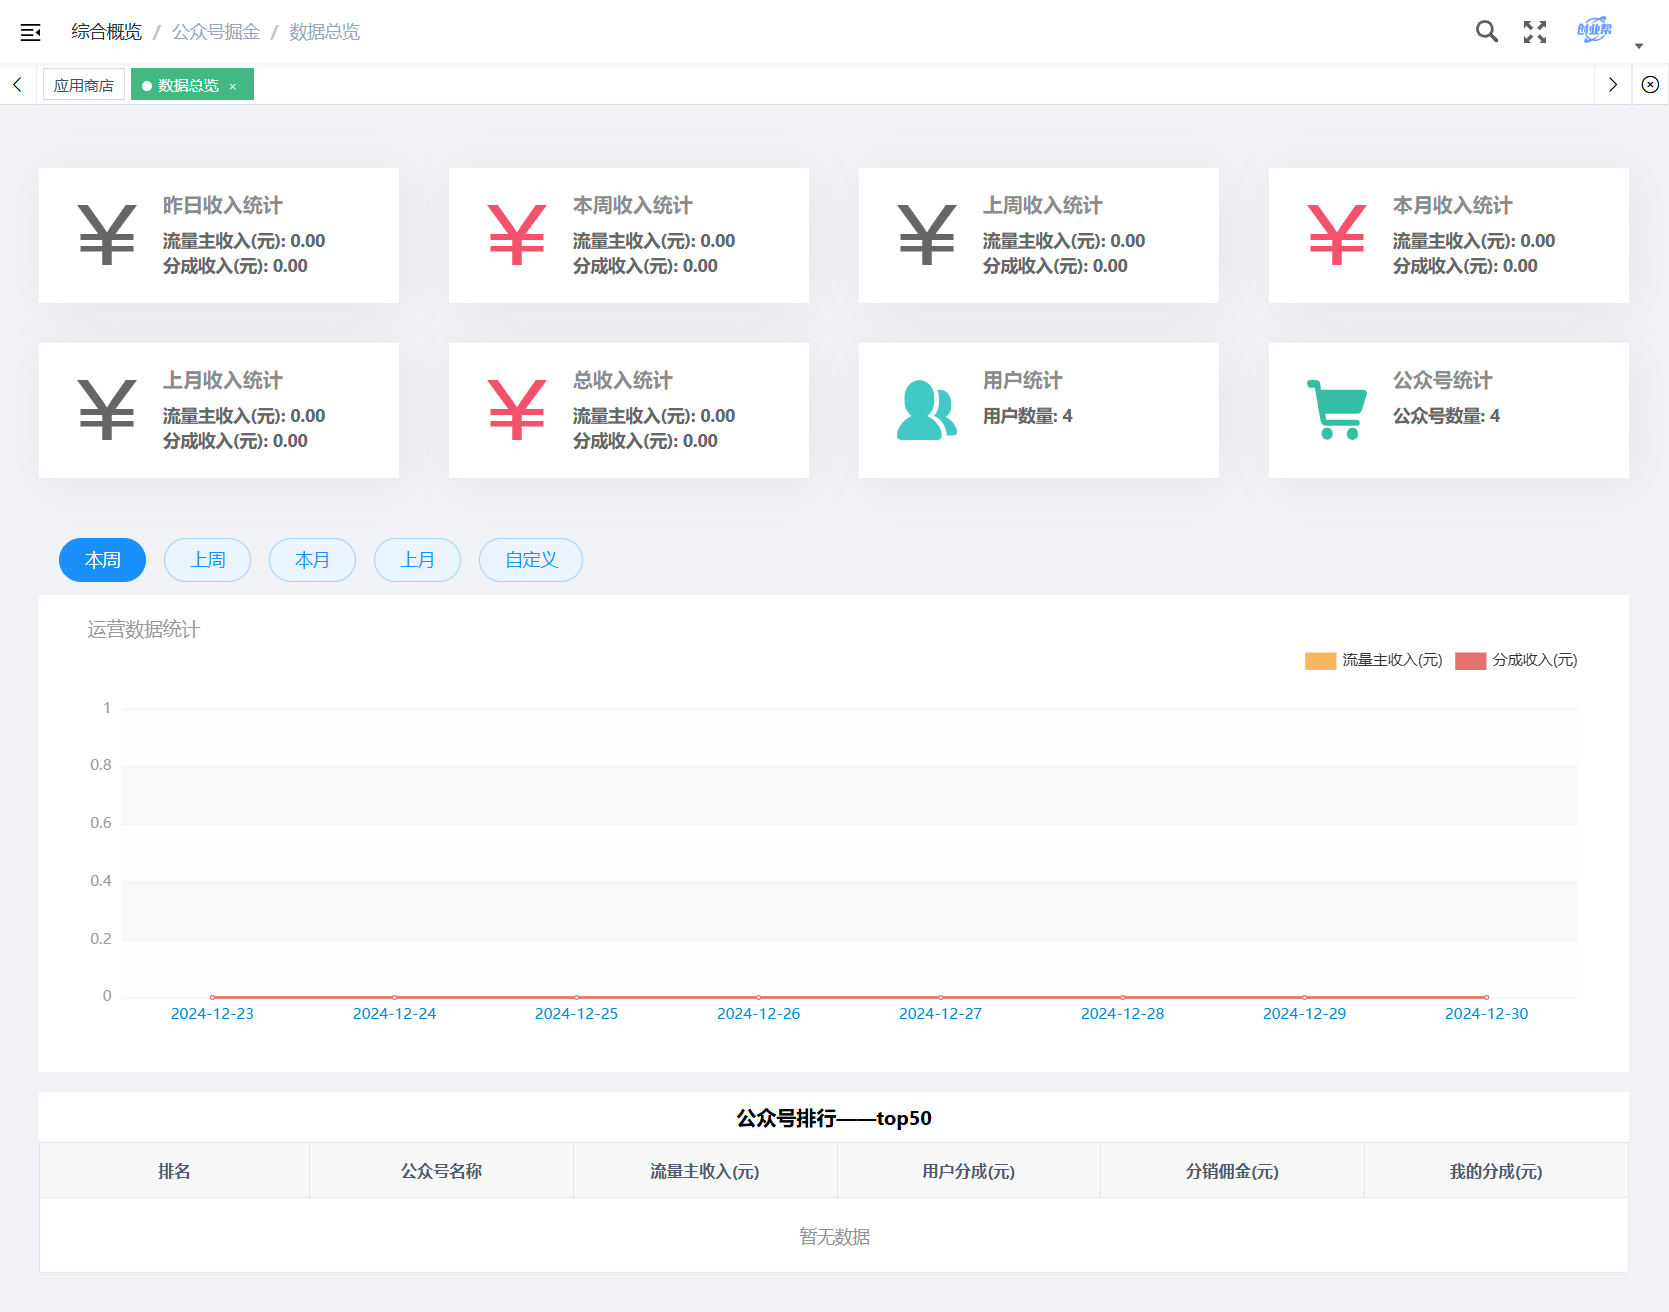 综合概览 / 公众号掘金 / 数据总览
创业帮
应用商店
数据总览 ×
昨日收入统计
流量主收入(元): 0.00
分成收入(元): 0.00
本周收入统计
流量主收入(元): 0.00
分成收入(元): 0.00
上周收入统计
流量主收入(元): 0.00
分成收入(元): 0.00
本月收入统计
流量主收入(元): 0.00
分成收入(元): 0.00
上月收入统计
流量主收入(元): 0.00
分成收入(元): 0.00
总收入统计
流量主收入(元): 0.00
分成收入(元): 0.00
用户统计
用户数量: 4
公众号统计
公众号数量: 4
本周 上周 本月 上月 自定义
运营数据统计
流量主收入(元) 分成收入(元)
1
0.8
0.6
0.4
0.2
0
2024-12-23 2024-12-24 2024-12-25 2024-12-26 2024-12-27 2024-12-28 2024-12-29 2024-12-30
公众号排行——top50
排名 公众号名称 流量主收入(元) 用户分成(元) 分销佣金(元) 我的分成(元)
暂无数据